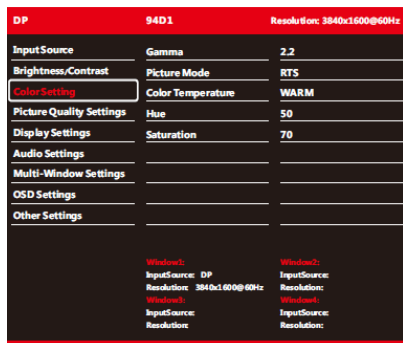 DP 94D1 Resolution: 3840x1600@60Hz
Input Source Gamma 2.2
Brightness/Contrast Picture Mode RTS
Color Setting Color Temperature WARM
Picture Quality Settings Hue 50
Display Settings Saturation 70
Audio Settings
Multi-Window Settings
OSD Settings
Other Settings
Window1: Window2:
InputSource: DP InputSource:
Resolution: 3840x1600@60Hz Resolution:
Window3: Window4:
InputSource: InputSource:
Resolution: Resolution: